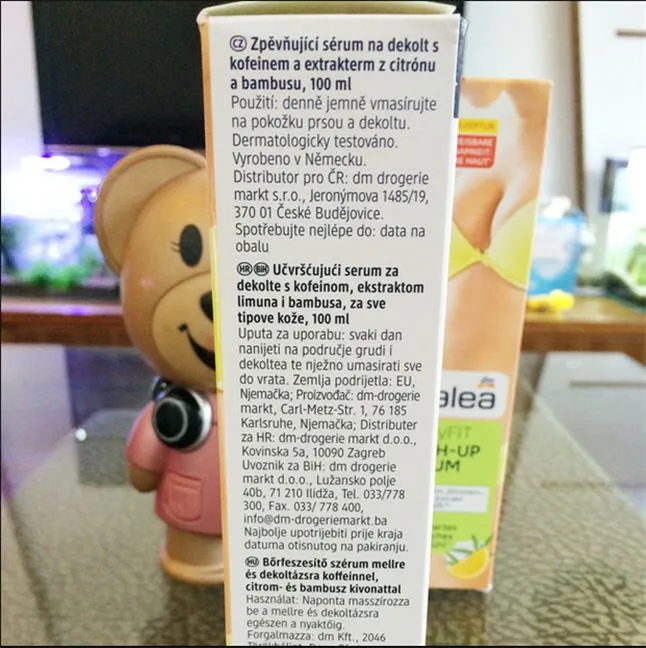 CZ Zpěvňující sérum na dekolt s
kofeinem a extrakterm z citrónu
a bambusu, 100 ml
Použití: denně jemně vmasírujte
na pokožku prsou a dekoltu.
Dermatologicky testováno.
Vyrobeno v Německu.
Distributor pro ČR: dm drogerie
markt s.r.o., Jeronýmova 1485/19,
370 01 České Budějovice.
Spotřebujte nejlépe do: data na
obalu
HR BiH Učvršćujući serum za
dekolte s kofeinom, ekstraktom
limuna i bambusa, za sve
tipove kože, 100 ml
Uputa za uporabu: svaki dan
nanijeti na područje grudi i
dekoltea te nježno umasirati sve
do vrata. Zemlja podrijetla: EU,
Njemačka; Proizvođač: dm-drogerie
markt, Carl-Metz-Str. 1, 76 185
Karlsruhe, Njemačka; Distributer
za HR: dm-drogerie markt d.o.o.,
Kovinska 5a, 10090 Zagreb
Uvoznik za BiH: dm drogerie
markt d.o.o., Lužansko polje
40b, 71 210 Ilidža, Tel. 033/778
300, Fax. 033/ 778 400,
info@dm-drogeriemarkt.ba
Najbolje upotrijebiti prije kraja
datuma otisnutog na pakiranju.
HU Bőrfeszesítő szérum mellre
és dekoltázsra koffeinnel,
citrom- és bambusz kivonattal
Használat: Naponta masszírozza
be a mellre és dekoltázsra
egészen a nyaktőig.
Forgalmazza: dm Kft., 2046
alea
FIT
H-UP
UM